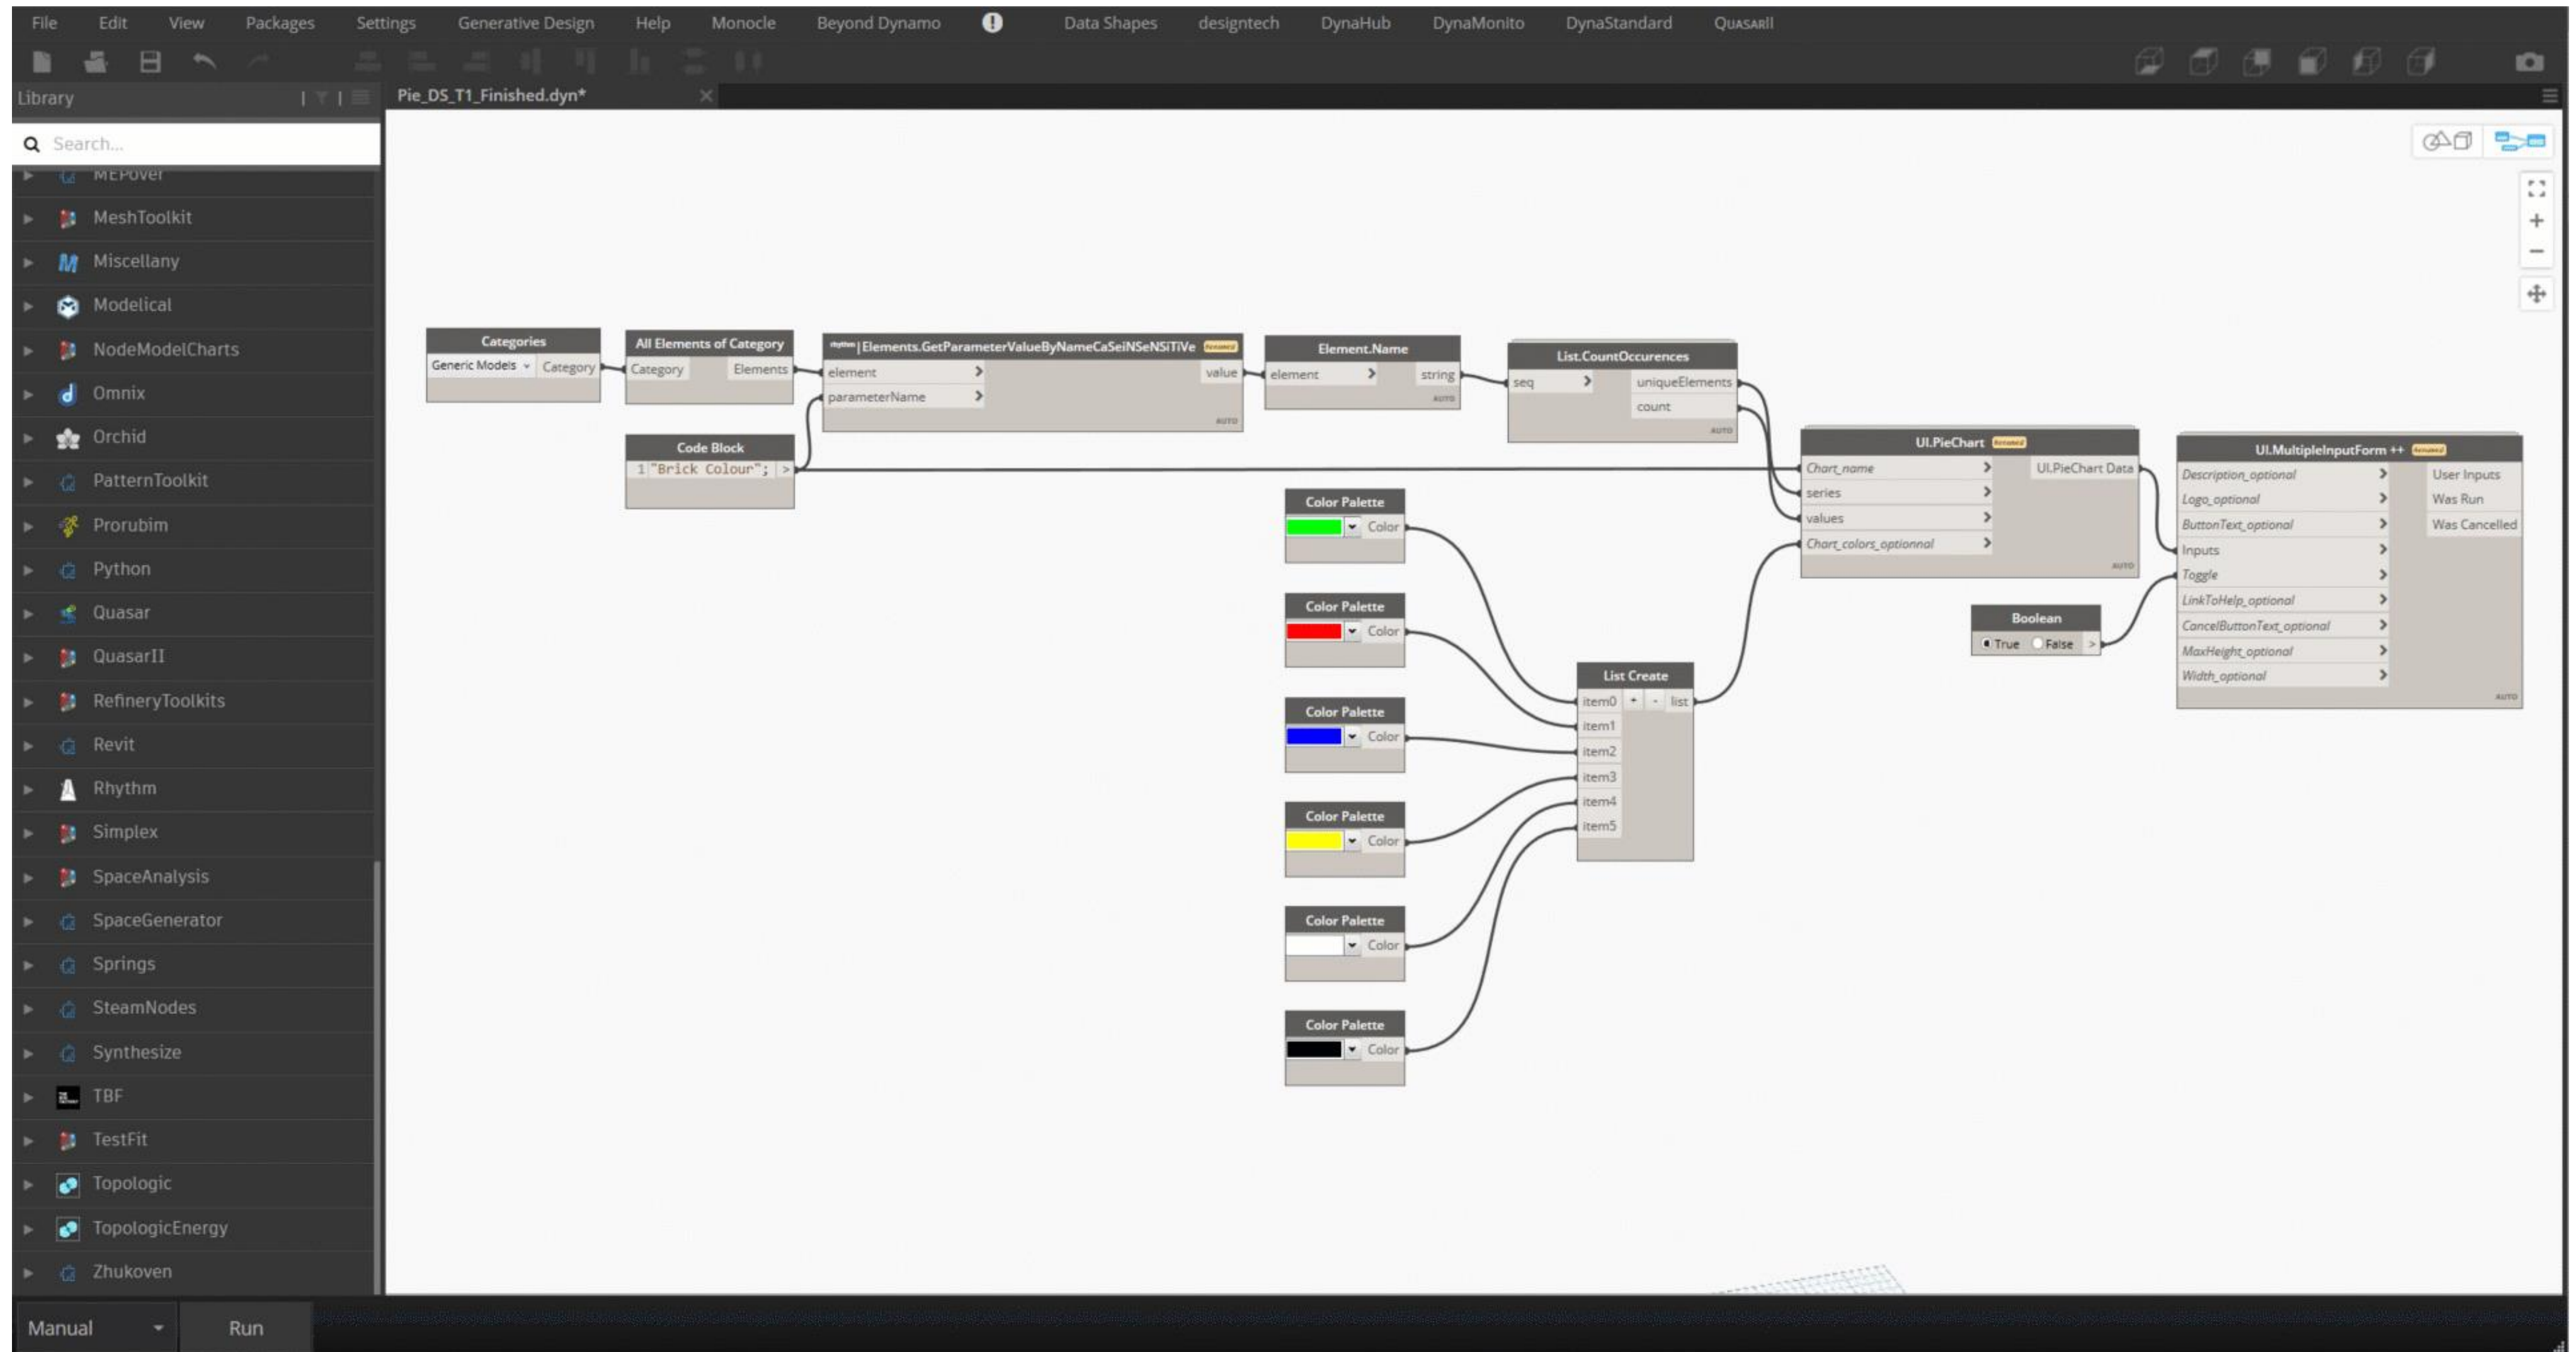 File Edit View Packages Settings Generative Design Help Monocle Beyond Dynamo ! Data Shapes designtech DynaHub DynaMonito DynaStandard QUASARII
Library
Pie_DS_T1_Finished.dyn*
Search...
MEPover
MeshToolkit
Miscellany
Modelical
NodeModelCharts
Omnix
Orchid
PatternToolkit
Prorubim
Python
Quasar
QuasarII
RefineryToolkits
Revit
Rhythm
Simplex
SpaceAnalysis
SpaceGenerator
Springs
SteamNodes
Synthesize
TBF
TestFit
Topologic
TopologicEnergy
Zhukoven
Manual
Run
Categories
Generic Models Category
All Elements of Category
Category Elements
Code Block
1 "Brick Colour"; >
rhythm | Elements.GetParameterValueByNameCaSeiNSeNSiTiVe Renamed
element > value
parameterName >
AUTO
Element.Name
element > string
AUTO
List.CountOccurences
seq > uniqueElements
count
AUTO
Color Palette
Color
Color Palette
Color
Color Palette
Color
Color Palette
Color
Color Palette
Color
Color Palette
Color
List Create
item0 + - list
item1
item2
item3
item4
item5
UI.PieChart Renamed
Chart_name > UI.PieChart Data
series >
values >
Chart_colors_optionnal >
AUTO
Boolean
True False >
UI.MultipleInputForm ++ Renamed
Description_optional > User Inputs
Logo_optional > Was Run
ButtonText_optional > Was Cancelled
Inputs >
Toggle >
LinkToHelp_optional >
CancelButtonText_optional >
MaxHeight_optional >
Width_optional >
AUTO